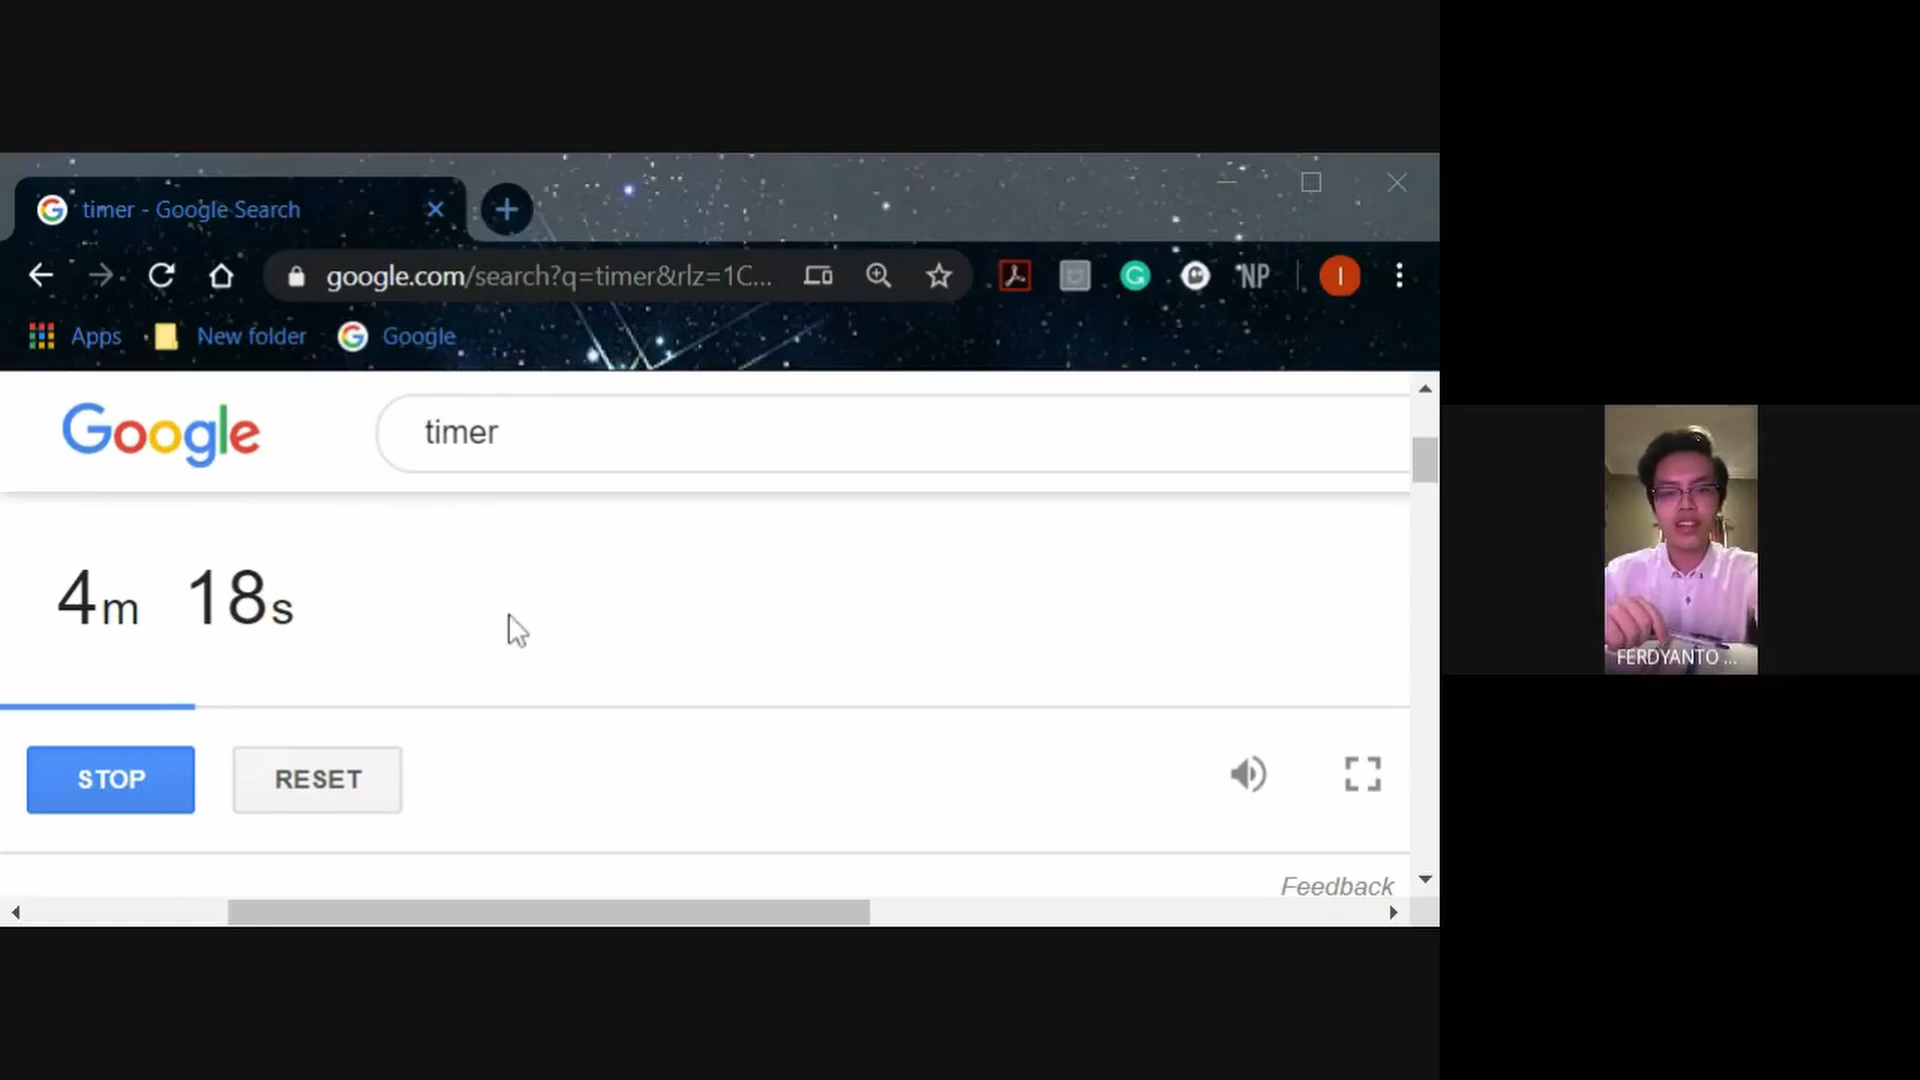 timer - Google Search
google.com/search?q=timer&rlz=1C...
NP
I
Apps
New folder
Google
Google
timer
4m 18s
STOP
RESET
Feedback
FERDYANTO ...